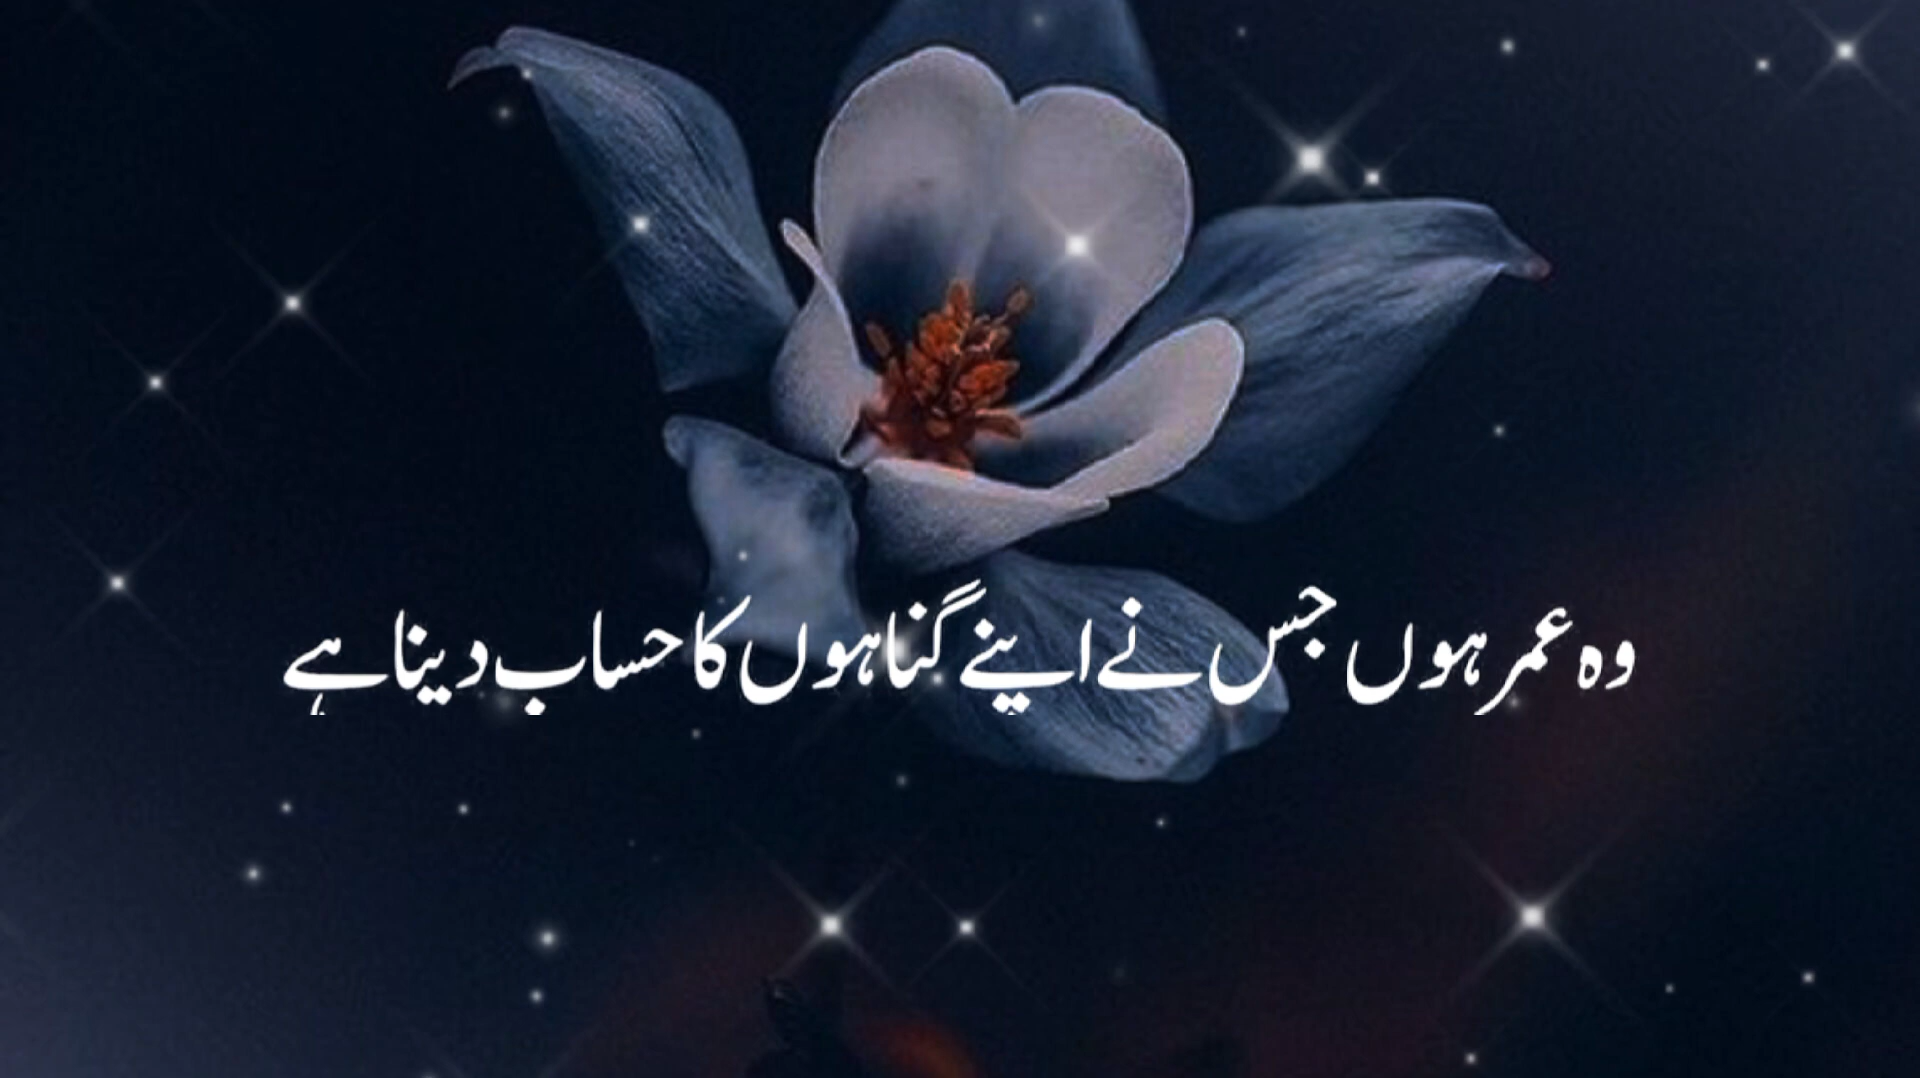 وہ عمر ہوں جس نے اپنے گناہوں کا حساب دینا ہے